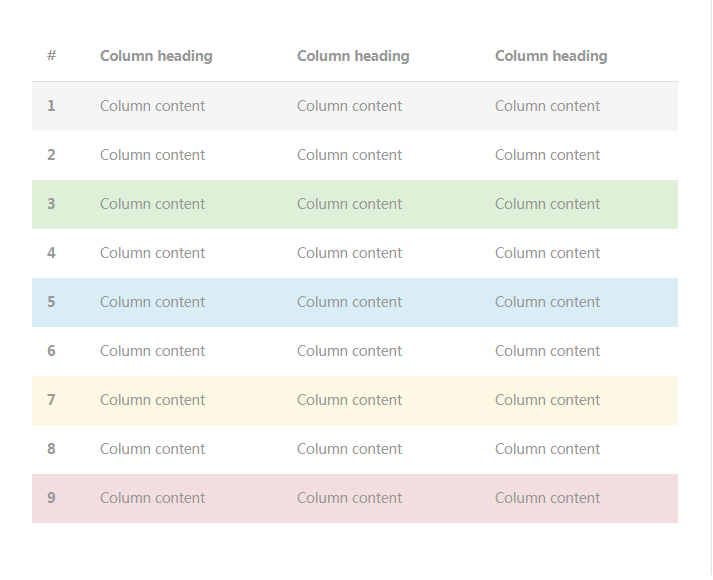 # Column heading Column heading Column heading
1 Column content Column content Column content
2 Column content Column content Column content
3 Column content Column content Column content
4 Column content Column content Column content
5 Column content Column content Column content
6 Column content Column content Column content
7 Column content Column content Column content
8 Column content Column content Column content
9 Column content Column content Column content